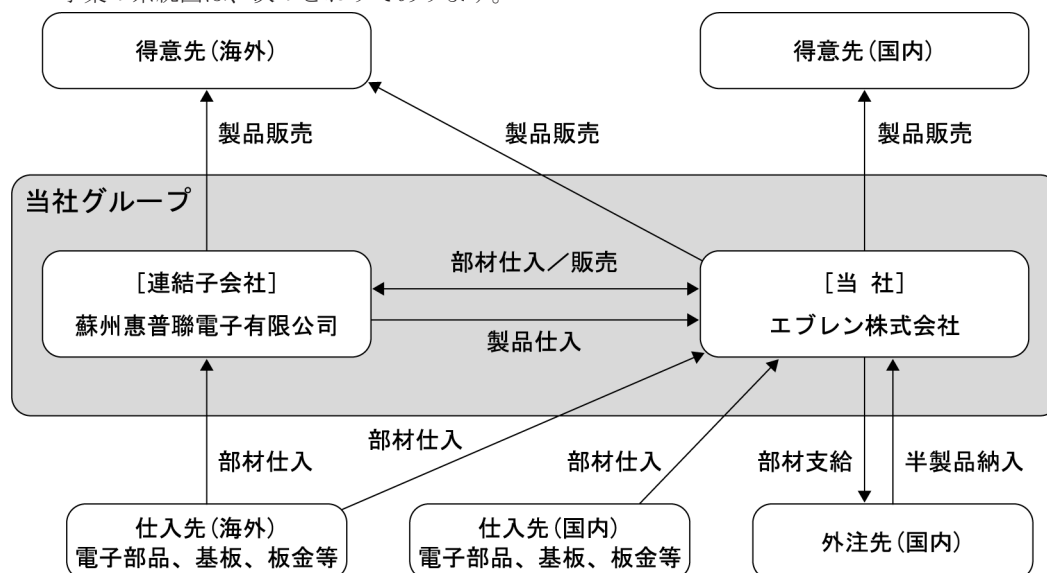 得意先(海外)
得意先(国内)
製品販売
製品販売
製品販売
当社グループ
[連結子会社]
蘇州惠普聯電子有限公司
部材仕入／販売
製品仕入
[当 社]
エブレン株式会社
部材仕入
部材仕入
部材仕入
部材支給
半製品納入
仕入先(海外)
電子部品、基板、板金等
仕入先(国内)
電子部品、基板、板金等
外注先(国内)